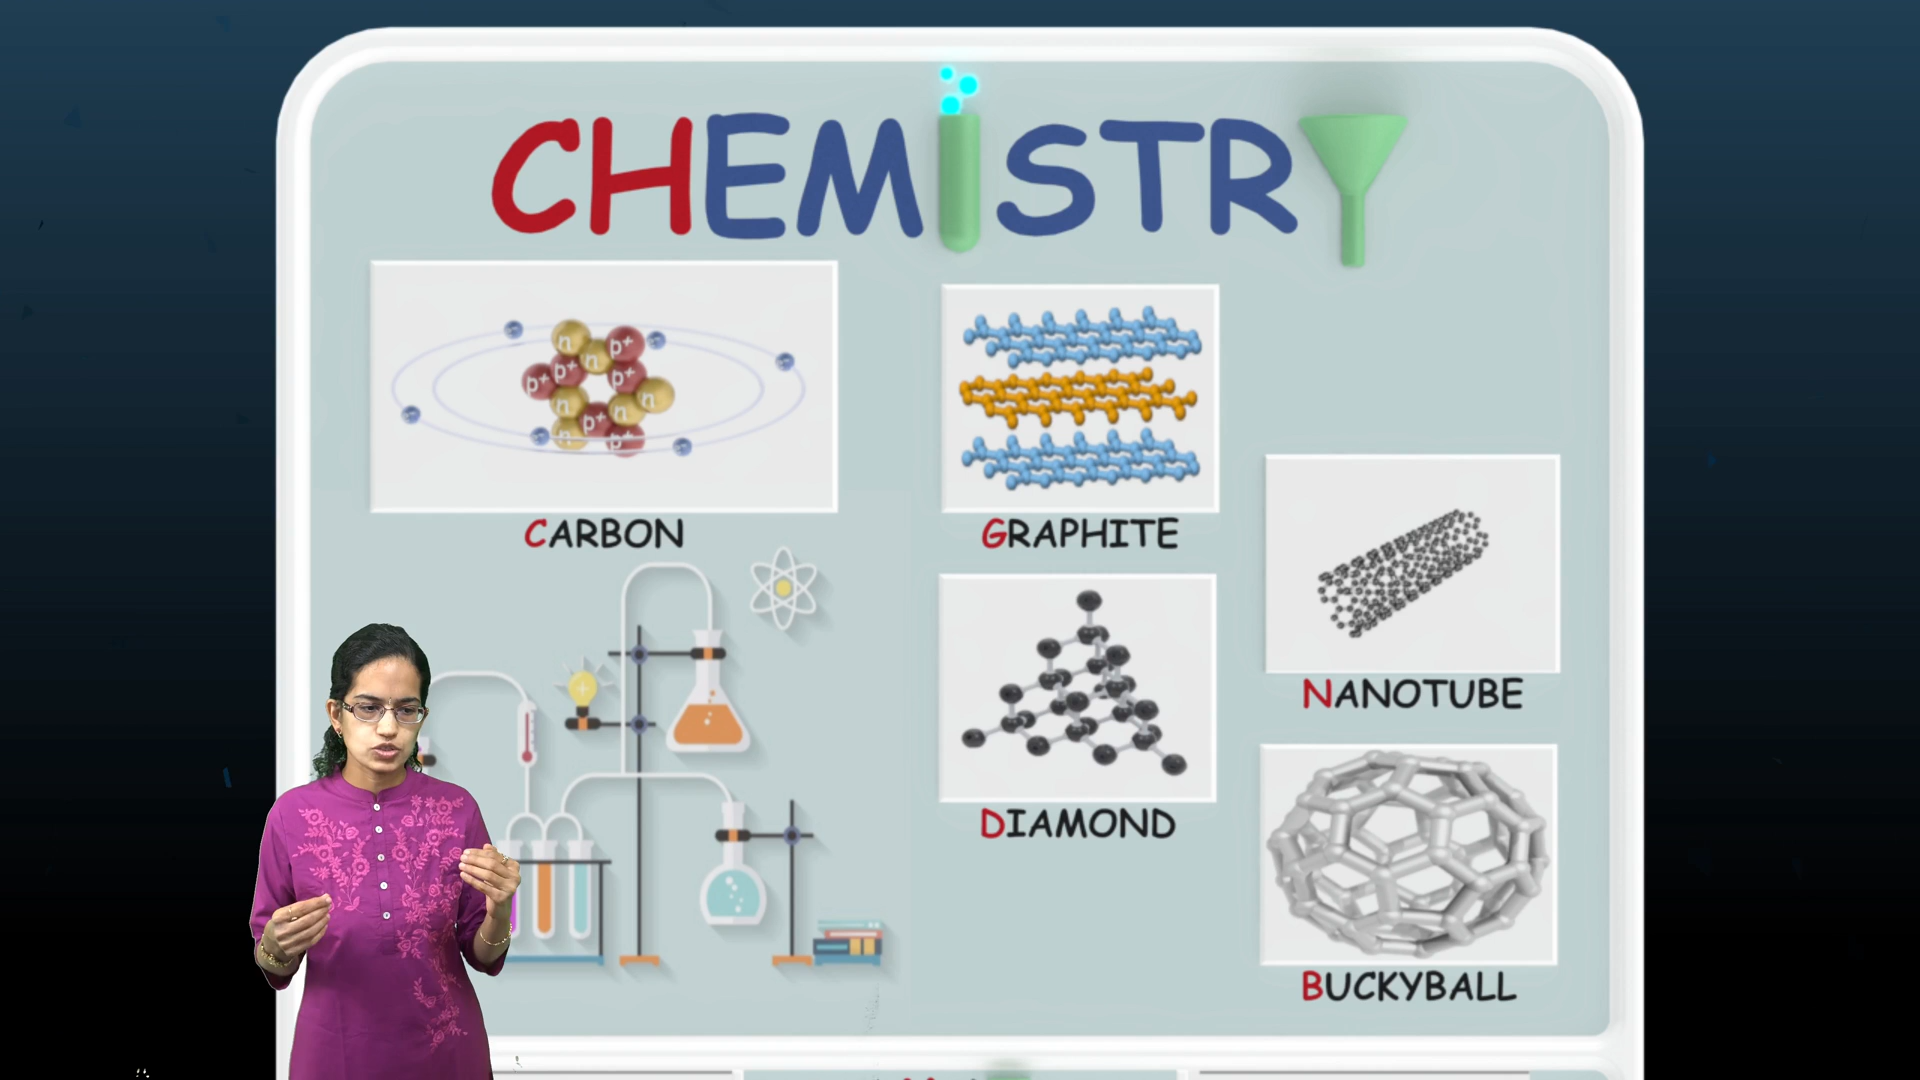 CHEMISTRY
n p+ n p+ p+ p+ n n n p+ n p+
CARBON
GRAPHITE
NANOTUBE
DIAMOND
BUCKYBALL